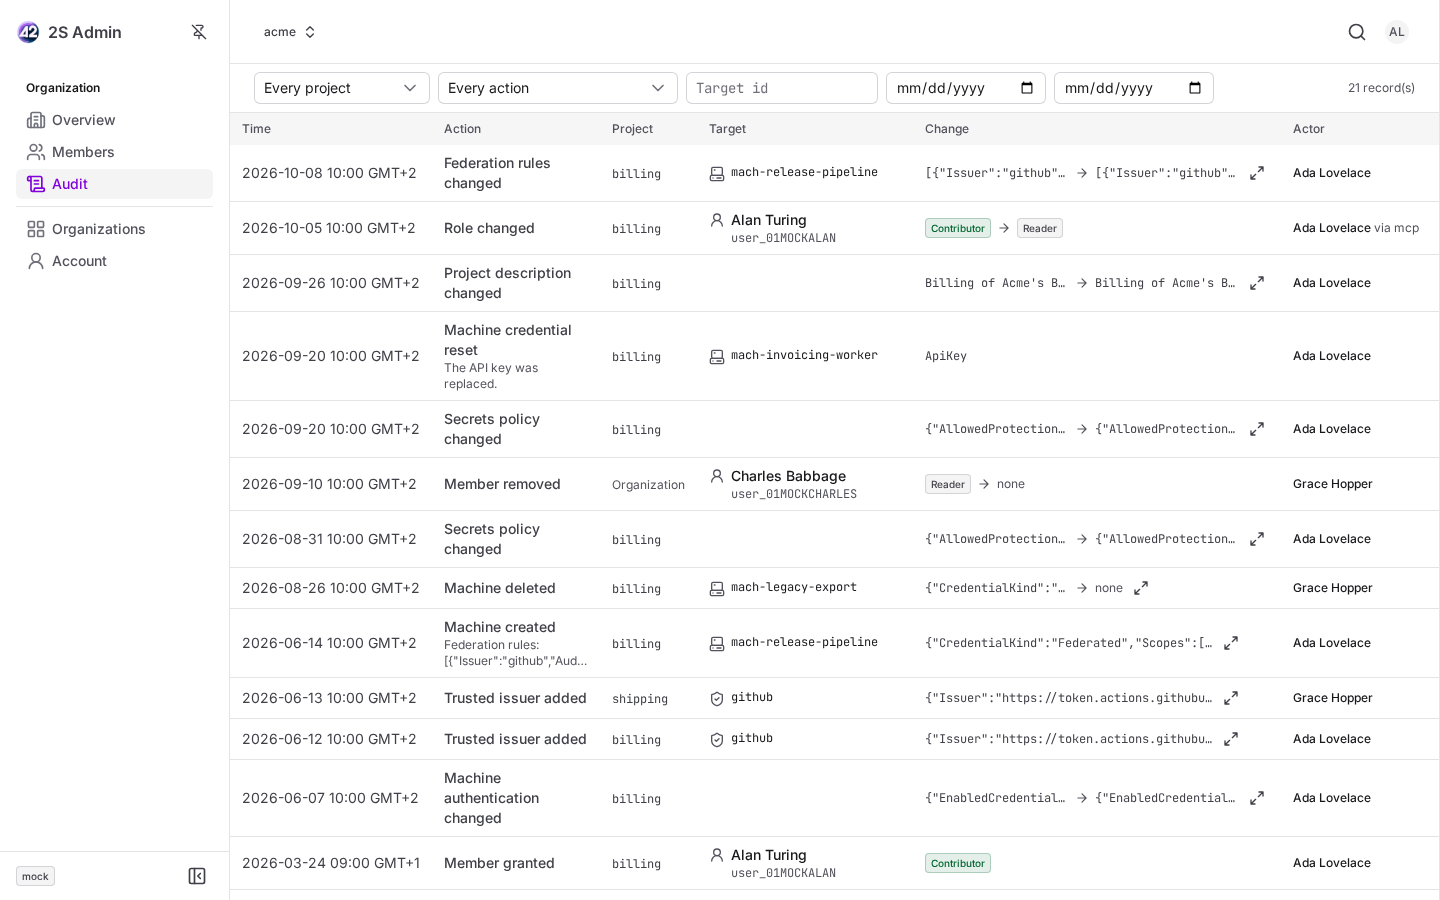 2S Admin
acme
AL
Organization
Overview
Members
Audit
Organizations
Account
mock
Every project
Every action
Target id
mm/dd/yyyy
mm/dd/yyyy
21 record(s)
Time Action Project Target Change Actor
2026-10-08 10:00 GMT+2 Federation rules changed billing mach-release-pipeline [{"Issuer":"github"… → [{"Issuer":"github"… Ada Lovelace
2026-10-05 10:00 GMT+2 Role changed billing Alan Turing user_01MOCKALAN Contributor → Reader Ada Lovelace via mcp
2026-09-26 10:00 GMT+2 Project description changed billing Billing of Acme's B… → Billing of Acme's B… Ada Lovelace
2026-09-20 10:00 GMT+2 Machine credential reset The API key was replaced. billing mach-invoicing-worker ApiKey Ada Lovelace
2026-09-20 10:00 GMT+2 Secrets policy changed billing {"AllowedProtection… → {"AllowedProtection… Ada Lovelace
2026-09-10 10:00 GMT+2 Member removed Organization Charles Babbage user_01MOCKCHARLES Reader → none Grace Hopper
2026-08-31 10:00 GMT+2 Secrets policy changed billing {"AllowedProtection… → {"AllowedProtection… Ada Lovelace
2026-08-26 10:00 GMT+2 Machine deleted billing mach-legacy-export {"CredentialKind":"… → none Grace Hopper
2026-06-14 10:00 GMT+2 Machine created Federation rules: [{"Issuer":"github","Aud… billing mach-release-pipeline {"CredentialKind":"Federated","Scopes":[… Ada Lovelace
2026-06-13 10:00 GMT+2 Trusted issuer added shipping github {"Issuer":"https://token.actions.githubu… Grace Hopper
2026-06-12 10:00 GMT+2 Trusted issuer added billing github {"Issuer":"https://token.actions.githubu… Ada Lovelace
2026-06-07 10:00 GMT+2 Machine authentication changed billing {"EnabledCredential… → {"EnabledCredential… Ada Lovelace
2026-03-24 09:00 GMT+1 Member granted billing Alan Turing user_01MOCKALAN Contributor Ada Lovelace